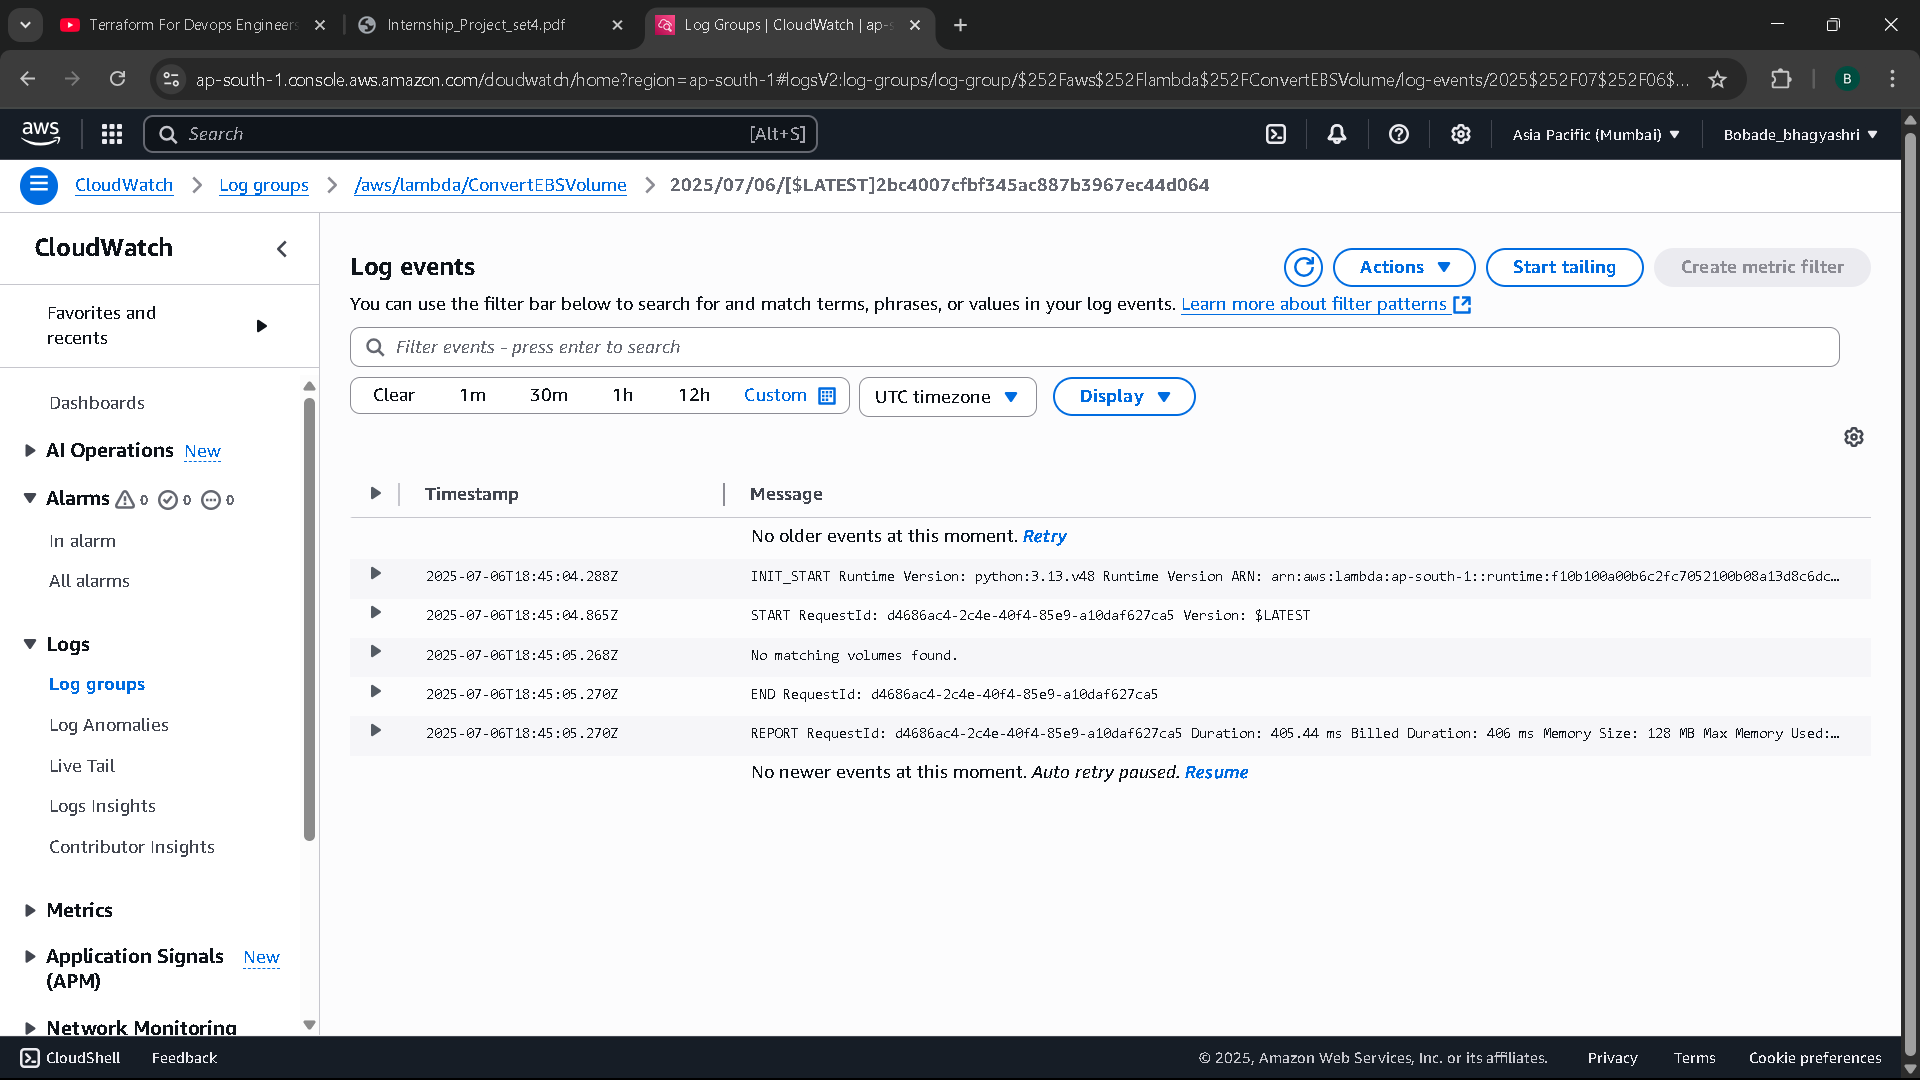 Terraform For Devops Engineers
Internship_Project_set4.pdf
Log Groups | CloudWatch | ap-s
ap-south-1.console.aws.amazon.com/cloudwatch/home?region=ap-south-1#logsV2:log-groups/log-group/$252Faws$252Flambda$252FConvertEBSVolume/log-events/2025$252F07$252F06$...
B
aws
Search
[Alt+S]
Asia Pacific (Mumbai)
Bobade_bhagyashri
CloudWatch
Log groups
/aws/lambda/ConvertEBSVolume
2025/07/06/[$LATEST]2bc4007cfbf345ac887b3967ec44d064
CloudWatch
Favorites and
recents
Dashboards
AI Operations New
Alarms 0 0 0
In alarm
All alarms
Logs
Log groups
Log Anomalies
Live Tail
Logs Insights
Contributor Insights
Metrics
Application Signals New
(APM)
Network Monitoring
Log events
Actions
Start tailing
Create metric filter
You can use the filter bar below to search for and match terms, phrases, or values in your log events. Learn more about filter patterns
Filter events - press enter to search
Clear 1m 30m 1h 12h Custom
UTC timezone
Display
Timestamp Message
No older events at this moment. Retry
2025-07-06T18:45:04.288Z INIT_START Runtime Version: python:3.13.v48 Runtime Version ARN: arn:aws:lambda:ap-south-1::runtime:f10b100a00b6c2fc7052100b08a13d8c6dc…
2025-07-06T18:45:04.865Z START RequestId: d4686ac4-2c4e-40f4-85e9-a10daf627ca5 Version: $LATEST
2025-07-06T18:45:05.268Z No matching volumes found.
2025-07-06T18:45:05.270Z END RequestId: d4686ac4-2c4e-40f4-85e9-a10daf627ca5
2025-07-06T18:45:05.270Z REPORT RequestId: d4686ac4-2c4e-40f4-85e9-a10daf627ca5 Duration: 405.44 ms Billed Duration: 406 ms Memory Size: 128 MB Max Memory Used:…
No newer events at this moment. Auto retry paused. Resume
CloudShell
Feedback
© 2025, Amazon Web Services, Inc. or its affiliates.
Privacy
Terms
Cookie preferences